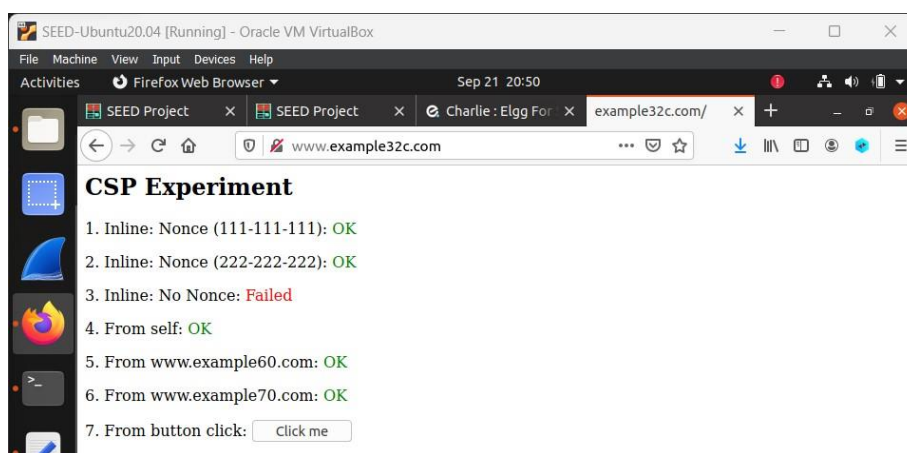 SEED-Ubuntu20.04 [Running] - Oracle VM VirtualBox
File Machine View Input Devices Help
Activities Firefox Web Browser Sep 21 20:50
SEED Project SEED Project Charlie : Elgg For S example32c.com/
www.example32c.com
CSP Experiment
1. Inline: Nonce (111-111-111): OK
2. Inline: Nonce (222-222-222): OK
3. Inline: No Nonce: Failed
4. From self: OK
5. From www.example60.com: OK
6. From www.example70.com: OK
7. From button click: Click me